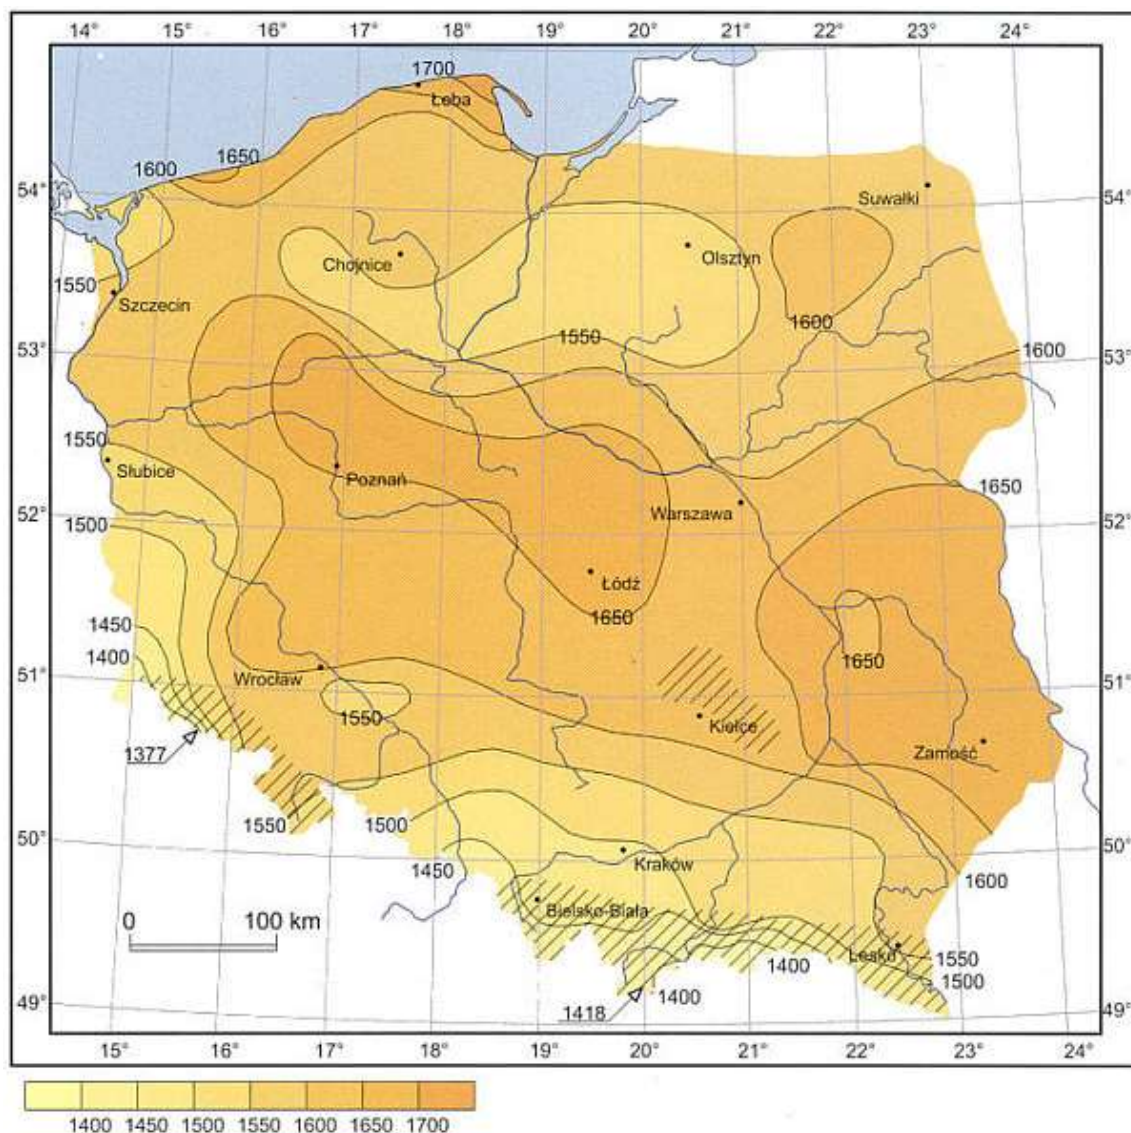 14° 15° 16° 17° 18° 19° 20° 21° 22° 23° 24°
1700
Łeba
1650
1600
54° 54°
Suwałki
Chojnice
Olsztyn
1550
Szczecin
1600
1550
53° 53°
1600
1550
Słubice
Poznań
1650
1500
52° 52°
Warszawa
Łódź
1650
1450
1400
51° 51°
Wrocław
1650
1550
Kielce
1377
Zamość
1550
1500
50° 50°
1450
Kraków
1600
0 100 km
Bielsko-Biała
Lesko
1550
1400
1500
1400
1418
49° 49°
15° 16° 17° 18° 19° 20° 21° 22° 23° 24°
1400 1450 1500 1550 1600 1650 1700